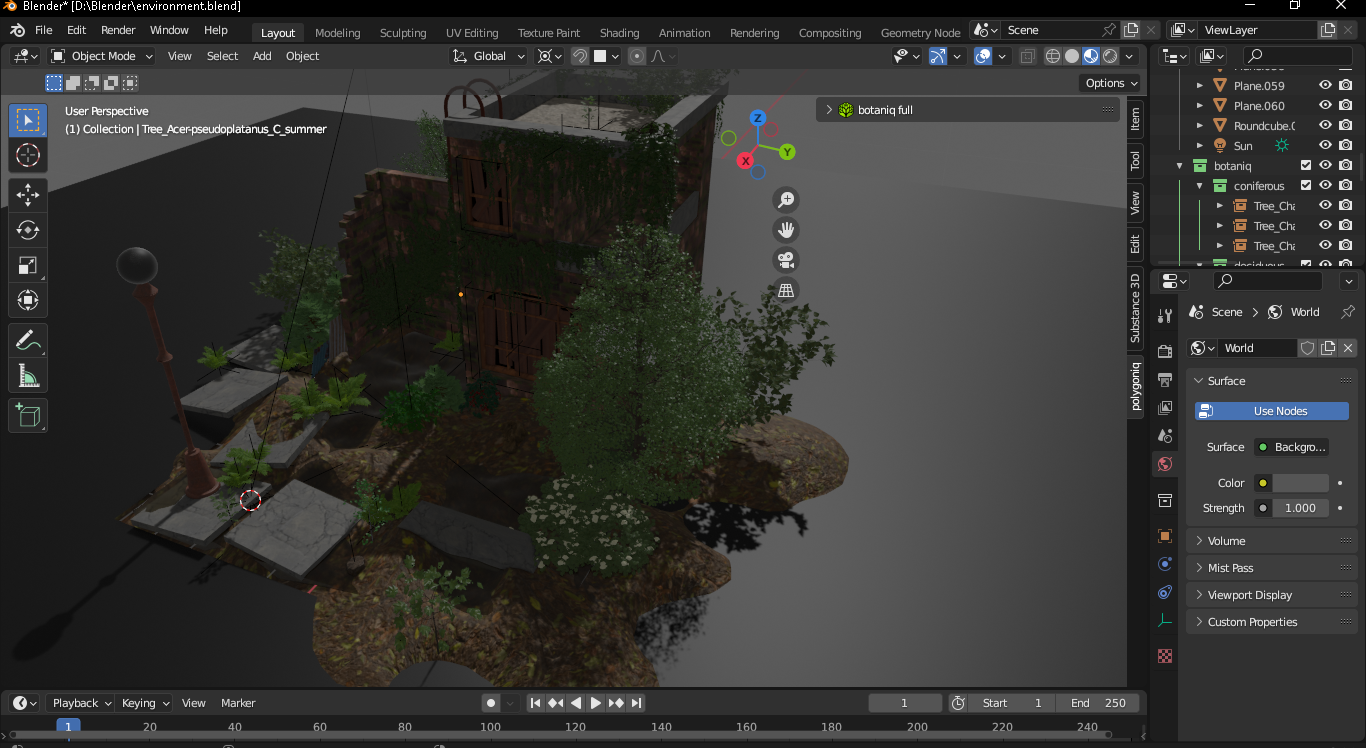 Blender* [D:\Blender\environment.blend]
File Edit Render Window Help Layout Modeling Sculpting UV Editing Texture Paint Shading Animation Rendering Compositing Geometry Node Scene ViewLayer
Object Mode View Select Add Object Global
Options
User Perspective
(1) Collection | Tree_Acer-pseudoplatanus_C_summer
botaniq full
Z
Y
X
Item
Tool
View
Edit
Substance 3D
polygoniq
Plane.059
Plane.060
Roundcube.0
Sun
botaniq
coniferous
Tree_Cha
Tree_Cha
Tree_Cha
Scene World
World
Surface
Use Nodes
Surface Backgro...
Color
Strength 1.000
Volume
Mist Pass
Viewport Display
Custom Properties
Playback Keying View Marker 1 Start 1 End 250
1 20 40 60 80 100 120 140 160 180 200 220 240